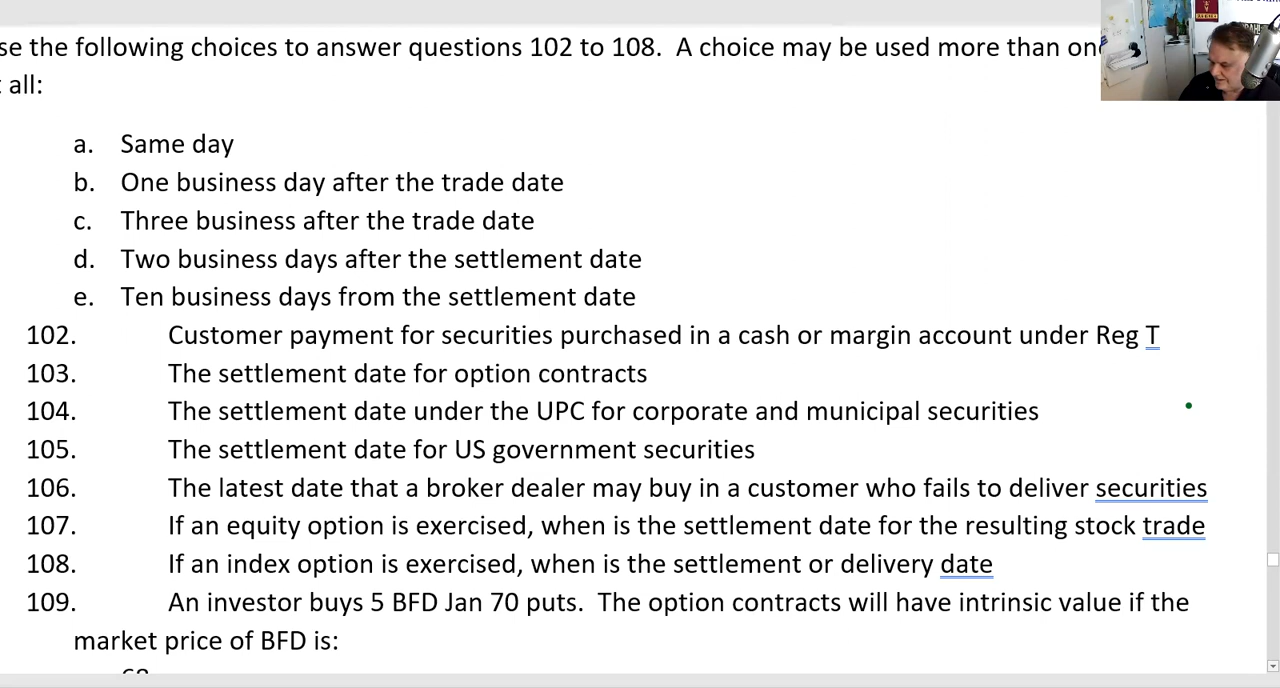 se the following choices to answer questions 102 to 108. A choice may be used more than on
all:
a. Same day
b. One business day after the trade date
c. Three business after the trade date
d. Two business days after the settlement date
e. Ten business days from the settlement date
102. Customer payment for securities purchased in a cash or margin account under Reg T
103. The settlement date for option contracts
104. The settlement date under the UPC for corporate and municipal securities
105. The settlement date for US government securities
106. The latest date that a broker dealer may buy in a customer who fails to deliver securities
107. If an equity option is exercised, when is the settlement date for the resulting stock trade
108. If an index option is exercised, when is the settlement or delivery date
109. An investor buys 5 BFD Jan 70 puts. The option contracts will have intrinsic value if the
market price of BFD is: